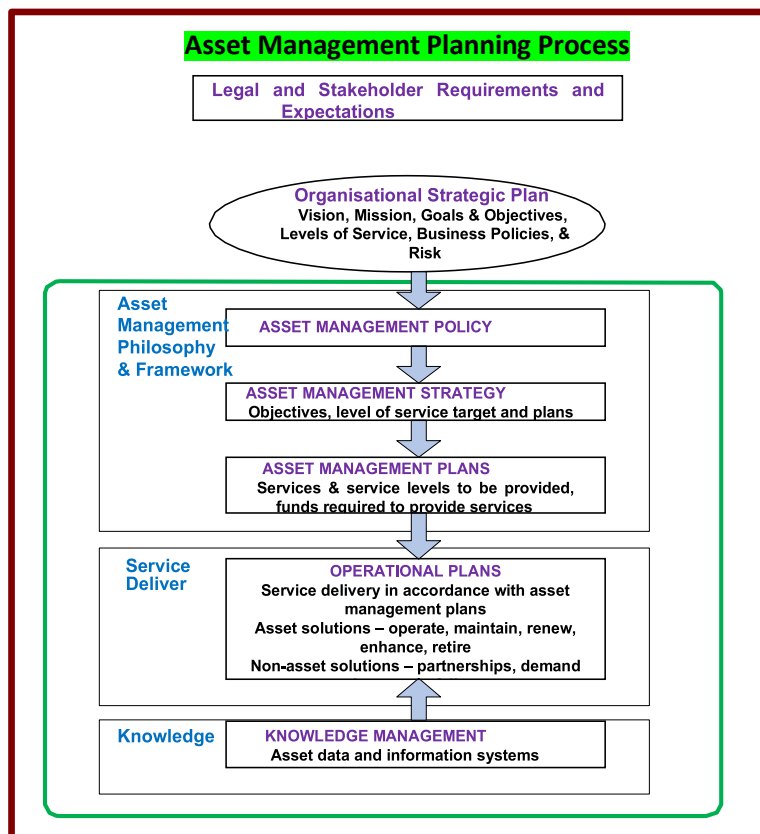 Asset Management Planning Process
Legal and Stakeholder Requirements and
Expectations
Organisational Strategic Plan
Vision, Mission, Goals & Objectives,
Levels of Service, Business Policies, &
Risk
Asset
Management
Philosophy
& Framework
ASSET MANAGEMENT POLICY
ASSET MANAGEMENT STRATEGY
Objectives, level of service target and plans
ASSET MANAGEMENT PLANS
Services & service levels to be provided,
funds required to provide services
Service
Deliver
OPERATIONAL PLANS
Service delivery in accordance with asset
management plans
Asset solutions – operate, maintain, renew,
enhance, retire
Non-asset solutions – partnerships, demand
Knowledge
KNOWLEDGE MANAGEMENT
Asset data and information systems